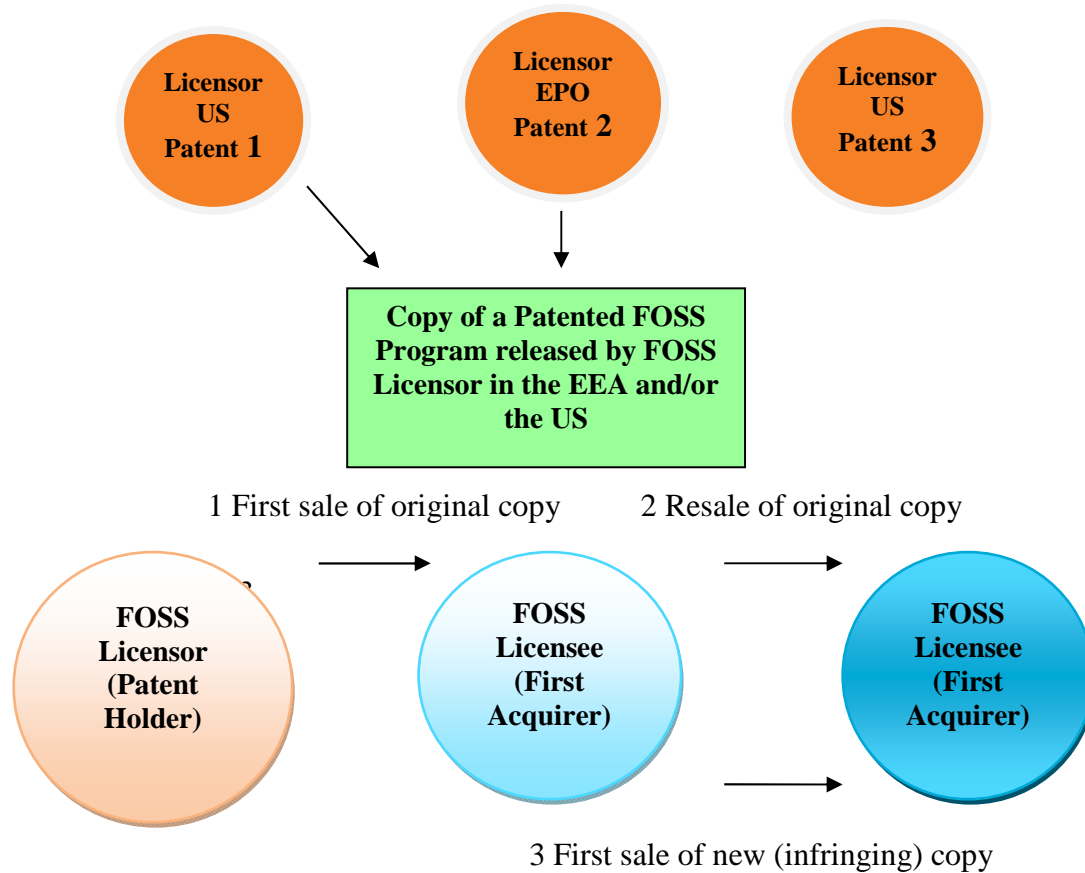 Licensor
US
Patent 1
Licensor
EPO
Patent 2
Licensor
US
Patent 3
Copy of a Patented FOSS
Program released by FOSS
Licensor in the EEA and/or
the US
1 First sale of original copy
2 Resale of original copy
FOSS
Licensor
(Patent
Holder)
FOSS
Licensee
(First
Acquirer)
FOSS
Licensee
(First
Acquirer)
3 First sale of new (infringing) copy